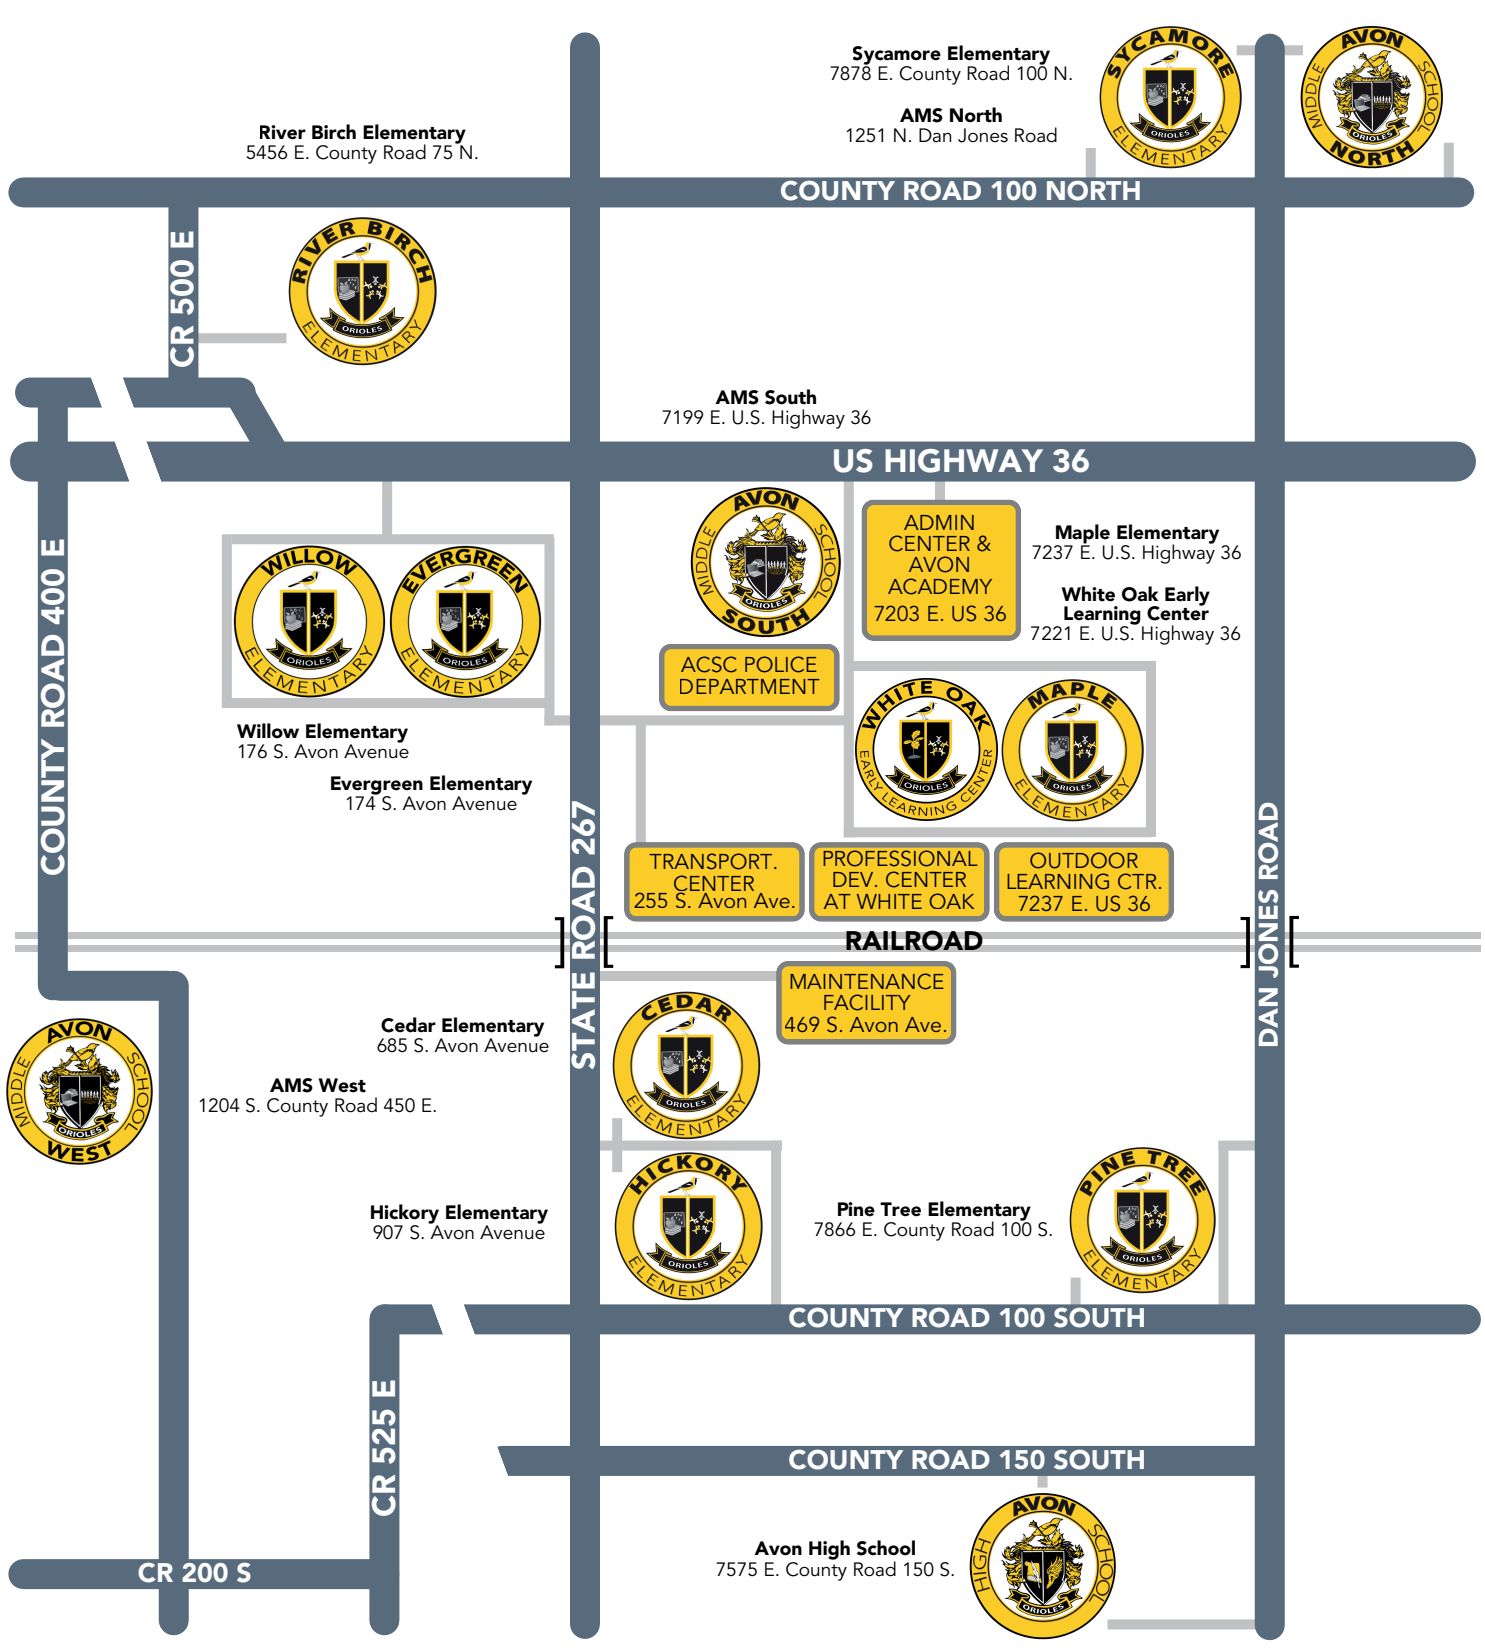 Sycamore Elementary
7878 E. County Road 100 N.
AMS North
1251 N. Dan Jones Road
SYCAMORE
ORIOLES
ELEMENTARY
AVON
MIDDLE
SCHOOL
ORIOLES
NORTH
River Birch Elementary
5456 E. County Road 75 N.
COUNTY ROAD 100 NORTH
CR 500 E
RIVER BIRCH
ORIOLES
ELEMENTARY
AMS South
7199 E. U.S. Highway 36
US HIGHWAY 36
COUNTY ROAD 400 E
WILLOW
ORIOLES
ELEMENTARY
EVERGREEN
ORIOLES
ELEMENTARY
AVON
MIDDLE
SCHOOL
ORIOLES
SOUTH
ADMIN
CENTER &
AVON
ACADEMY
7203 E. US 36
Maple Elementary
7237 E. U.S. Highway 36
White Oak Early
Learning Center
7221 E. U.S. Highway 36
ACSC POLICE
DEPARTMENT
WHITE OAK
ORIOLES
EARLY LEARNING CENTER
MAPLE
ORIOLES
ELEMENTARY
Willow Elementary
176 S. Avon Avenue
Evergreen Elementary
174 S. Avon Avenue
STATE ROAD 267
DAN JONES ROAD
TRANSPORT.
CENTER
255 S. Avon Ave.
PROFESSIONAL
DEV. CENTER
AT WHITE OAK
OUTDOOR
LEARNING CTR.
7237 E. US 36
RAILROAD
MAINTENANCE
FACILITY
469 S. Avon Ave.
AVON
MIDDLE
SCHOOL
ORIOLES
WEST
Cedar Elementary
685 S. Avon Avenue
AMS West
1204 S. County Road 450 E.
CEDAR
ORIOLES
ELEMENTARY
Hickory Elementary
907 S. Avon Avenue
HICKORY
ORIOLES
ELEMENTARY
Pine Tree Elementary
7866 E. County Road 100 S.
PINE TREE
ORIOLES
ELEMENTARY
COUNTY ROAD 100 SOUTH
CR 525 E
COUNTY ROAD 150 SOUTH
Avon High School
7575 E. County Road 150 S.
AVON
HIGH
SCHOOL
ORIOLES
CR 200 S